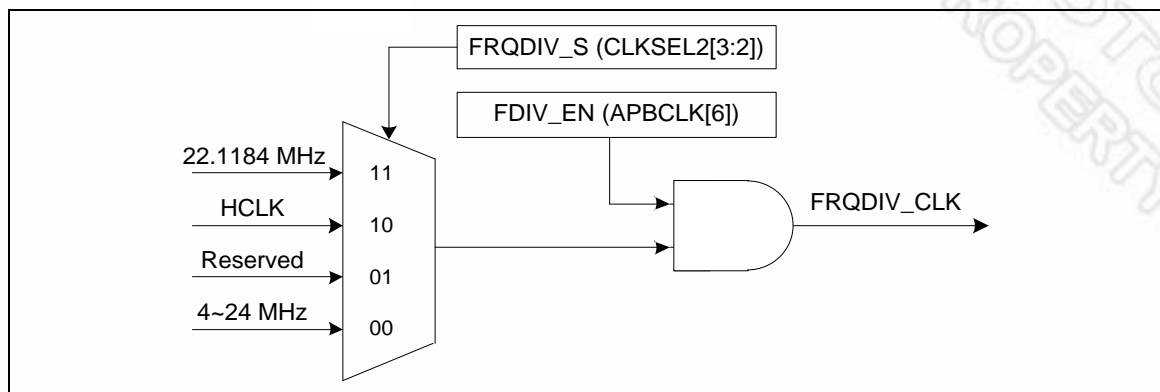 FRQDIV_S (CLKSEL2[3:2])
FDIV_EN (APBCLK[6])
22.1184 MHz
11
HCLK
10
Reserved
01
4~24 MHz
00
FRQDIV_CLK